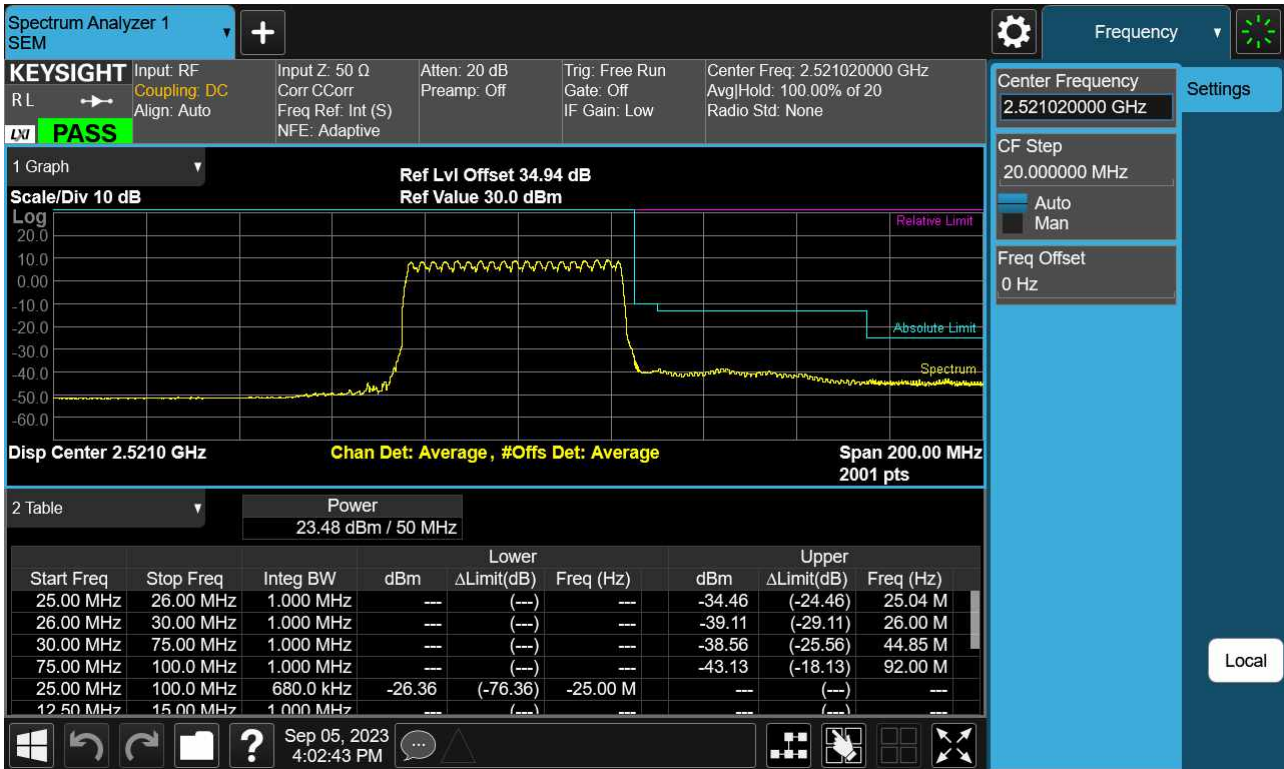 Spectrum Analyzer 1
SEM
+
Frequency
KEYSIGHT
R L
LXI
PASS
Input: RF
Coupling: DC
Align: Auto
Input Z: 50 Ω
Corr CCorr
Freq Ref: Int (S)
NFE: Adaptive
Atten: 20 dB
Preamp: Off
Trig: Free Run
Gate: Off
IF Gain: Low
Center Freq: 2.521020000 GHz
Avg|Hold: 100.00% of 20
Radio Std: None
Center Frequency
2.521020000 GHz
CF Step
20.000000 MHz
Auto
Man
Freq Offset
0 Hz
Settings
Local
1 Graph
Scale/Div 10 dB
Ref Lvl Offset 34.94 dB
Ref Value 30.0 dBm
Log
20.0
10.0
0.00
-10.0
-20.0
-30.0
-40.0
-50.0
-60.0
Relative Limit
Absolute Limit
Spectrum
Disp Center 2.5210 GHz
Chan Det: Average , #Offs Det: Average
Span 200.00 MHz
2001 pts
2 Table
Power
23.48 dBm / 50 MHz
Lower Upper
Start Freq Stop Freq Integ BW dBm ΔLimit(dB) Freq (Hz) dBm ΔLimit(dB) Freq (Hz)
25.00 MHz 26.00 MHz 1.000 MHz --- (---) --- -34.46 (-24.46) 25.04 M
26.00 MHz 30.00 MHz 1.000 MHz --- (---) --- -39.11 (-29.11) 26.00 M
30.00 MHz 75.00 MHz 1.000 MHz --- (---) --- -38.56 (-25.56) 44.85 M
75.00 MHz 100.0 MHz 1.000 MHz --- (---) --- -43.13 (-18.13) 92.00 M
25.00 MHz 100.0 MHz 680.0 kHz -26.36 (-76.36) -25.00 M --- (---) ---
12.50 MHz 15.00 MHz 1.000 MHz --- (---) --- --- (---) ---
?
Sep 05, 2023
4:02:43 PM